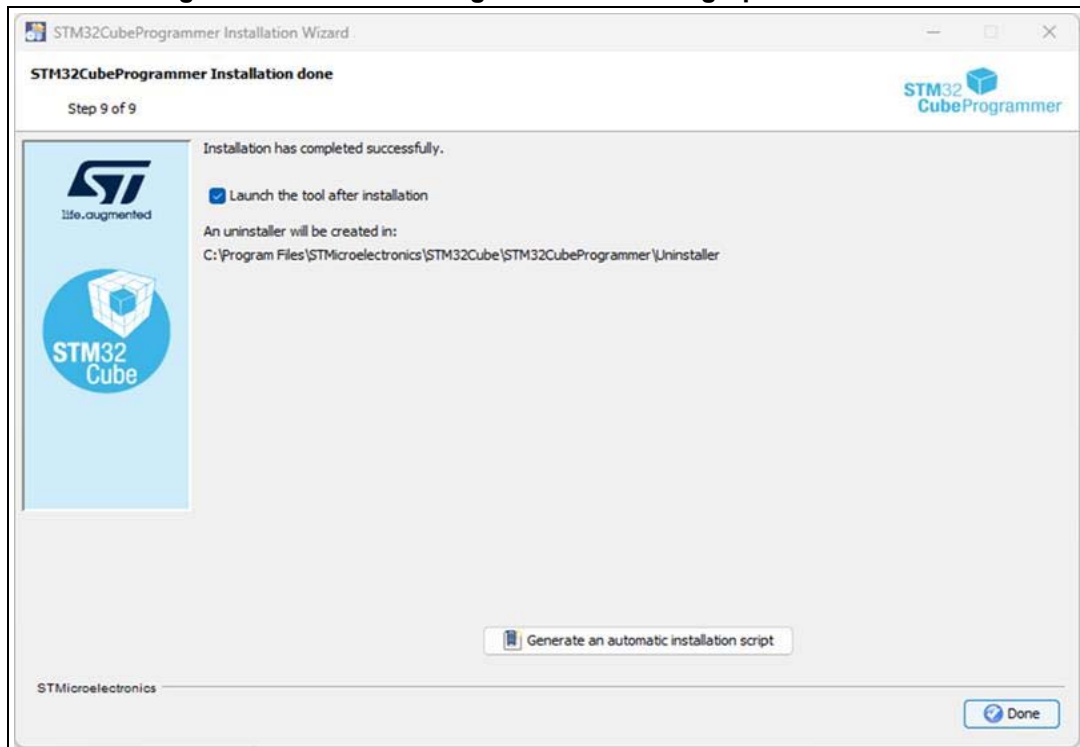 STM32CubeProgrammer Installation Wizard
STM32CubeProgrammer Installation done
Step 9 of 9
STM32
CubeProgrammer
Installation has completed successfully.
life.augmented
Launch the tool after installation
An uninstaller will be created in:
C:\Program Files\STMicroelectronics\STM32Cube\STM32CubeProgrammer\Uninstaller
STM32
Cube
Generate an automatic installation script
STMicroelectronics
Done